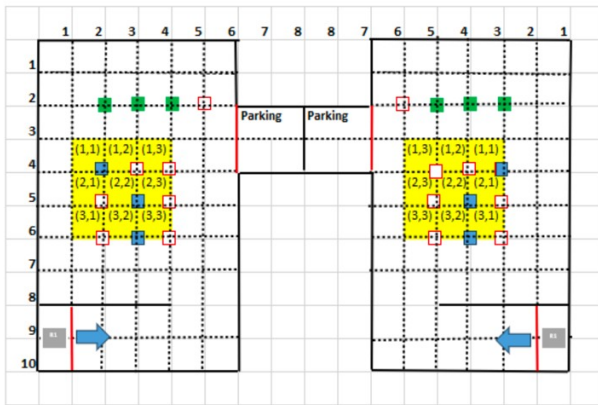 1 2 3 4 5 6 7 8 8 7 6 5 4 3 2 1
1
2
Parking Parking
3
(1,1) (1,2) (1,3) (1,3) (1,2) (1,1)
4
(2,1) (2,2) (2,3) (2,3) (2,2) (2,1)
5
(3,1) (3,2) (3,3) (3,3) (3,2) (3,1)
6
7
8
9
10